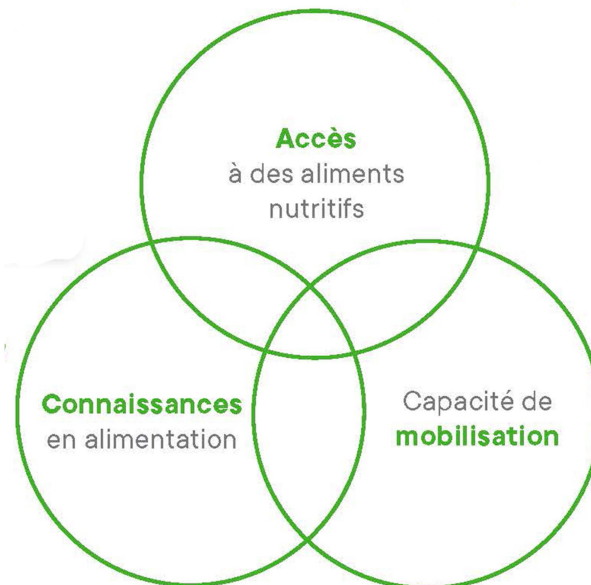 Accès
à des aliments
nutritifs
Connaissances
en alimentation
Capacité de
mobilisation